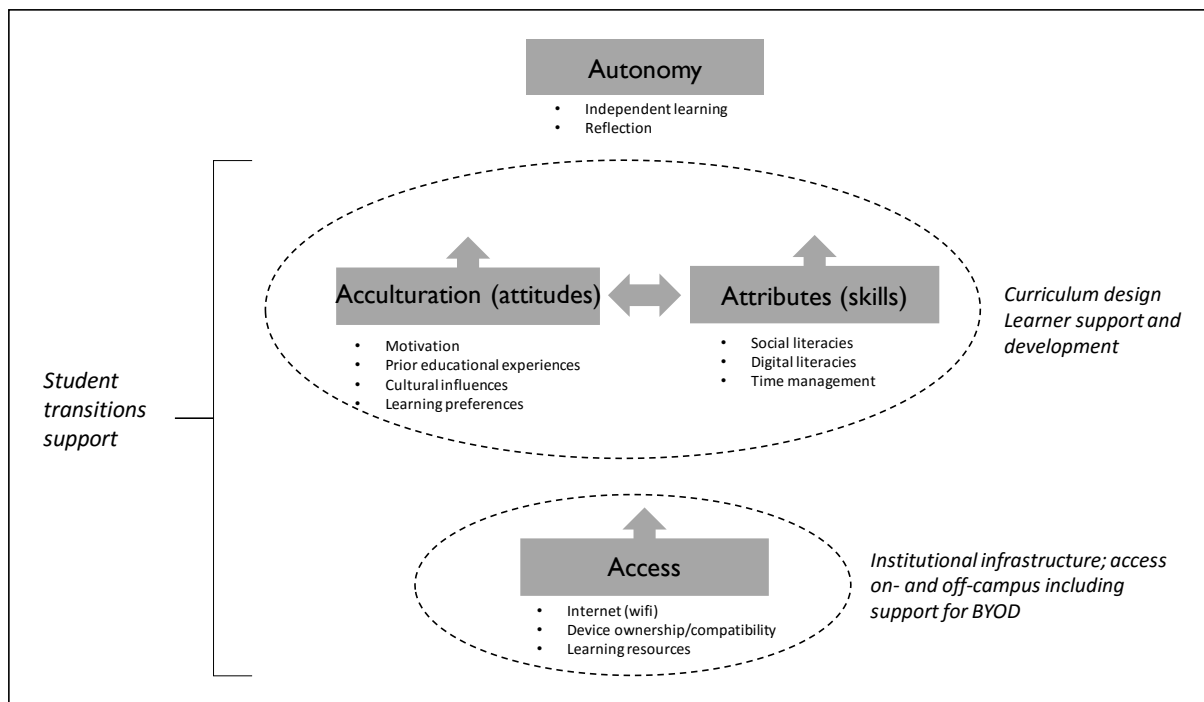 Autonomy
• Independent learning
• Reflection
Acculturation (attitudes)
Attributes (skills)
• Motivation
• Prior educational experiences
• Cultural influences
• Learning preferences
• Social literacies
• Digital literacies
• Time management
Curriculum design
Learner support and
development
Student
transitions
support
Access
• Internet (wifi)
• Device ownership/compatibility
• Learning resources
Institutional infrastructure; access
on- and off-campus including
support for BYOD